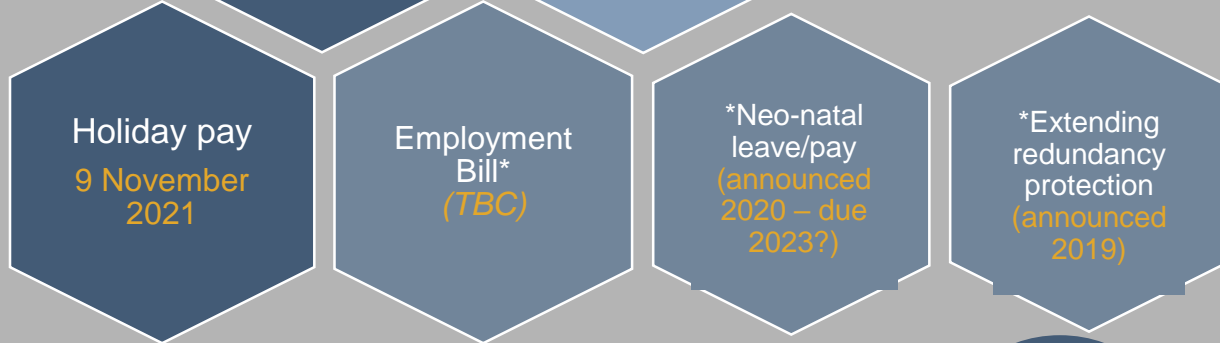 Holiday pay
9 November
2021
Employment
Bill*
(TBC)
*Neo-natal
leave/pay
(announced
2020 – due
2023?)
*Extending
redundancy
protection
(announced
2019)